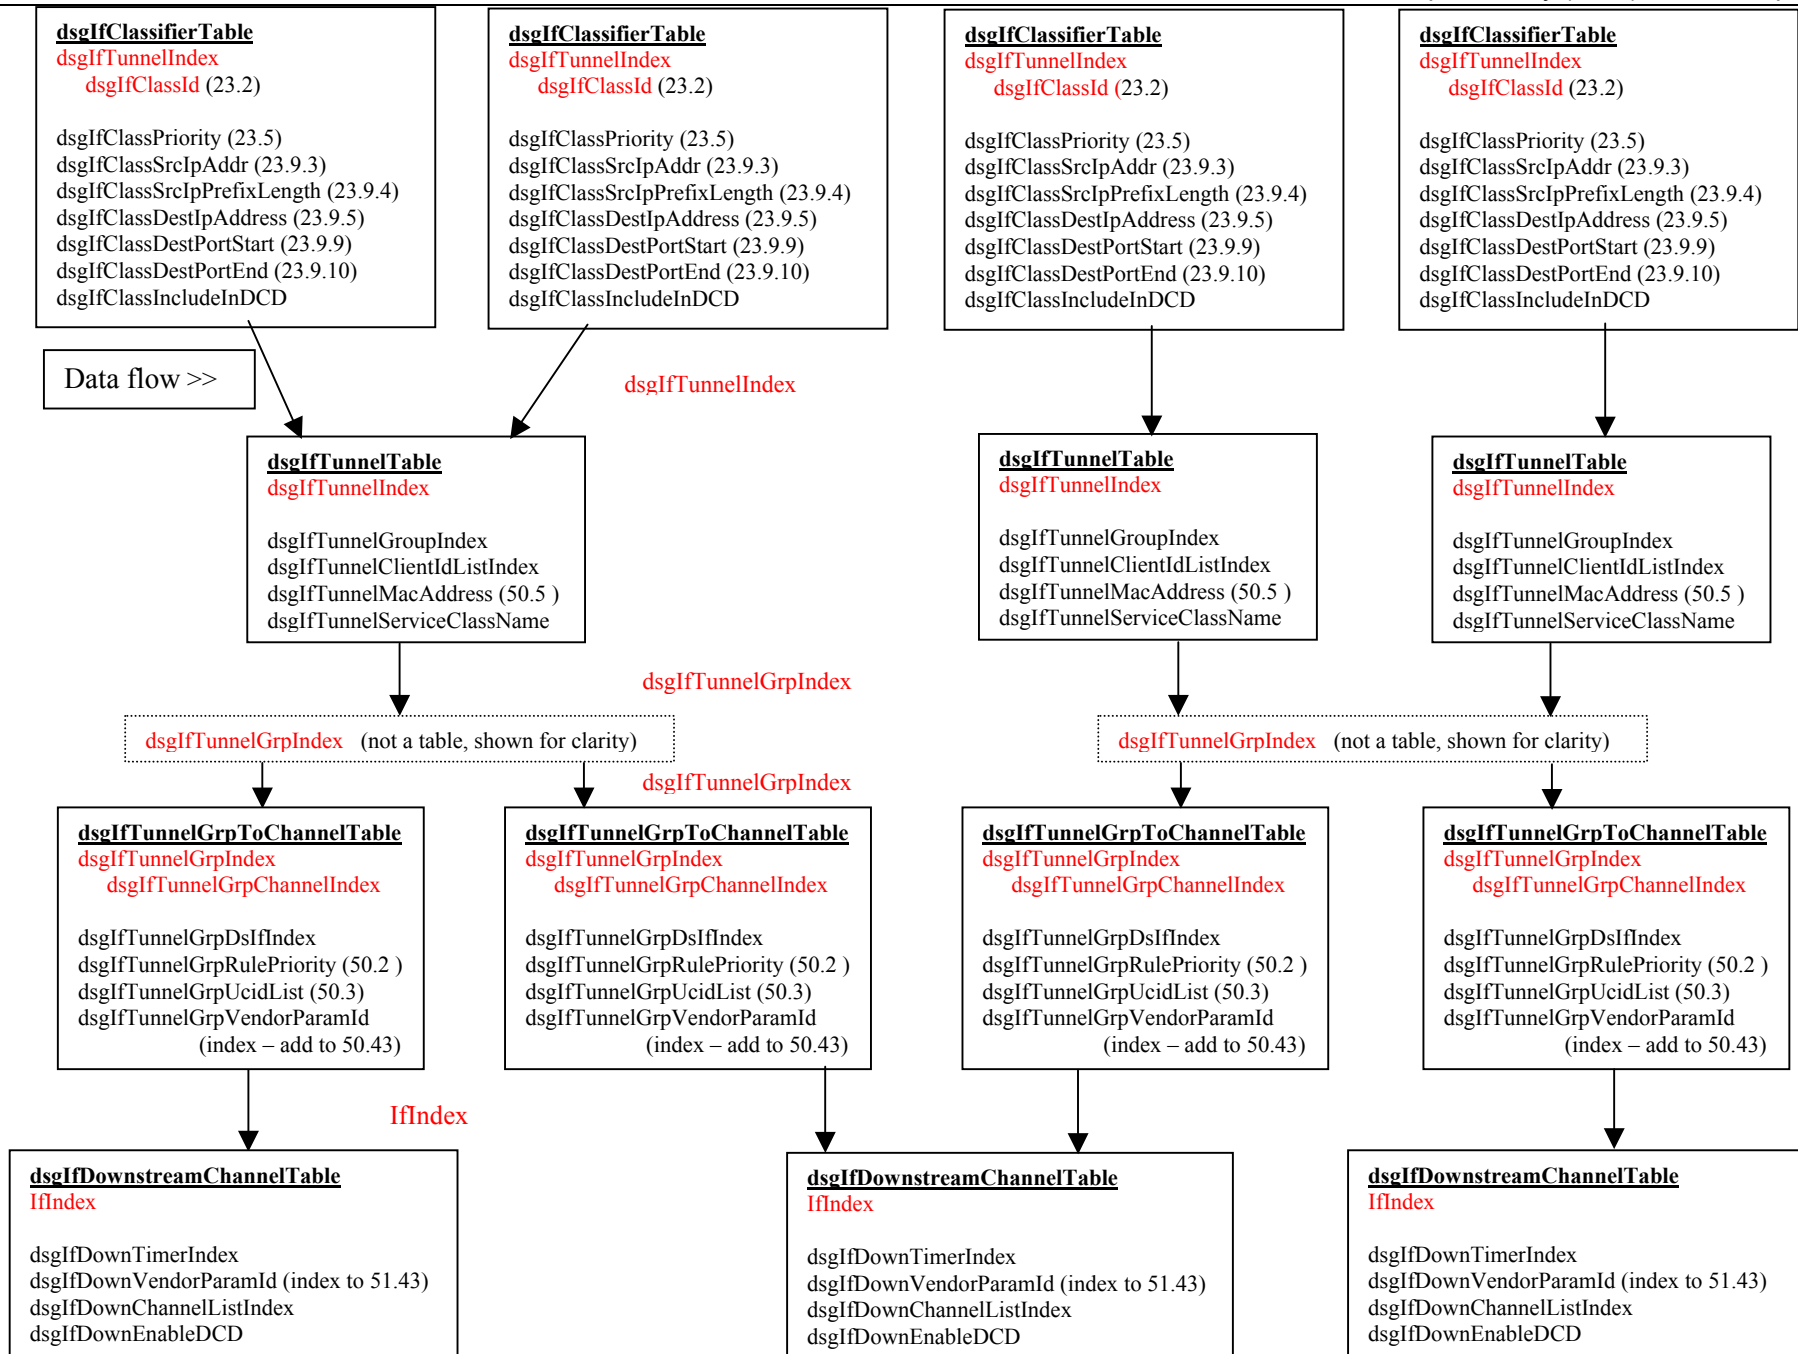 dsgIfClassifierTable
dsgIfTunnelIndex
dsgIfClassId (23.2)
dsgIfClassPriority (23.5)
dsgIfClassSrcIpAddr (23.9.3)
dsgIfClassSrcIpPrefixLength (23.9.4)
dsgIfClassDestIpAddress (23.9.5)
dsgIfClassDestPortStart (23.9.9)
dsgIfClassDestPortEnd (23.9.10)
dsgIfClassIncludeInDCD
dsgIfClassifierTable
dsgIfTunnelIndex
dsgIfClassId (23.2)
dsgIfClassPriority (23.5)
dsgIfClassSrcIpAddr (23.9.3)
dsgIfClassSrcIpPrefixLength (23.9.4)
dsgIfClassDestIpAddress (23.9.5)
dsgIfClassDestPortStart (23.9.9)
dsgIfClassDestPortEnd (23.9.10)
dsgIfClassIncludeInDCD
dsgIfClassifierTable
dsgIfTunnelIndex
dsgIfClassId (23.2)
dsgIfClassPriority (23.5)
dsgIfClassSrcIpAddr (23.9.3)
dsgIfClassSrcIpPrefixLength (23.9.4)
dsgIfClassDestIpAddress (23.9.5)
dsgIfClassDestPortStart (23.9.9)
dsgIfClassDestPortEnd (23.9.10)
dsgIfClassIncludeInDCD
dsgIfClassifierTable
dsgIfTunnelIndex
dsgIfClassId (23.2)
dsgIfClassPriority (23.5)
dsgIfClassSrcIpAddr (23.9.3)
dsgIfClassSrcIpPrefixLength (23.9.4)
dsgIfClassDestIpAddress (23.9.5)
dsgIfClassDestPortStart (23.9.9)
dsgIfClassDestPortEnd (23.9.10)
dsgIfClassIncludeInDCD
Data flow >>
dsgIfTunnelIndex
dsgIfTunnelTable
dsgIfTunnelIndex
dsgIfTunnelGroupIndex
dsgIfTunnelClientIdListIndex
dsgIfTunnelMacAddress (50.5 )
dsgIfTunnelServiceClassName
dsgIfTunnelTable
dsgIfTunnelIndex
dsgIfTunnelGroupIndex
dsgIfTunnelClientIdListIndex
dsgIfTunnelMacAddress (50.5 )
dsgIfTunnelServiceClassName
dsgIfTunnelTable
dsgIfTunnelIndex
dsgIfTunnelGroupIndex
dsgIfTunnelClientIdListIndex
dsgIfTunnelMacAddress (50.5 )
dsgIfTunnelServiceClassName
dsgIfTunnelGrpIndex
dsgIfTunnelGrpIndex (not a table, shown for clarity)
dsgIfTunnelGrpIndex (not a table, shown for clarity)
dsgIfTunnelGrpIndex
dsgIfTunnelGrpToChannelTable
dsgIfTunnelGrpIndex
dsgIfTunnelGrpChannelIndex
dsgIfTunnelGrpDsIfIndex
dsgIfTunnelGrpRulePriority (50.2 )
dsgIfTunnelGrpUcidList (50.3)
dsgIfTunnelGrpVendorParamId
(index – add to 50.43)
dsgIfTunnelGrpToChannelTable
dsgIfTunnelGrpIndex
dsgIfTunnelGrpChannelIndex
dsgIfTunnelGrpDsIfIndex
dsgIfTunnelGrpRulePriority (50.2 )
dsgIfTunnelGrpUcidList (50.3)
dsgIfTunnelGrpVendorParamId
(index – add to 50.43)
dsgIfTunnelGrpToChannelTable
dsgIfTunnelGrpIndex
dsgIfTunnelGrpChannelIndex
dsgIfTunnelGrpDsIfIndex
dsgIfTunnelGrpRulePriority (50.2 )
dsgIfTunnelGrpUcidList (50.3)
dsgIfTunnelGrpVendorParamId
(index – add to 50.43)
dsgIfTunnelGrpToChannelTable
dsgIfTunnelGrpIndex
dsgIfTunnelGrpChannelIndex
dsgIfTunnelGrpDsIfIndex
dsgIfTunnelGrpRulePriority (50.2 )
dsgIfTunnelGrpUcidList (50.3)
dsgIfTunnelGrpVendorParamId
(index – add to 50.43)
IfIndex
dsgIfDownstreamChannelTable
IfIndex
dsgIfDownTimerIndex
dsgIfDownVendorParamId (index to 51.43)
dsgIfDownChannelListIndex
dsgIfDownEnableDCD
dsgIfDownstreamChannelTable
IfIndex
dsgIfDownTimerIndex
dsgIfDownVendorParamId (index to 51.43)
dsgIfDownChannelListIndex
dsgIfDownEnableDCD
dsgIfDownstreamChannelTable
IfIndex
dsgIfDownTimerIndex
dsgIfDownVendorParamId (index to 51.43)
dsgIfDownChannelListIndex
dsgIfDownEnableDCD